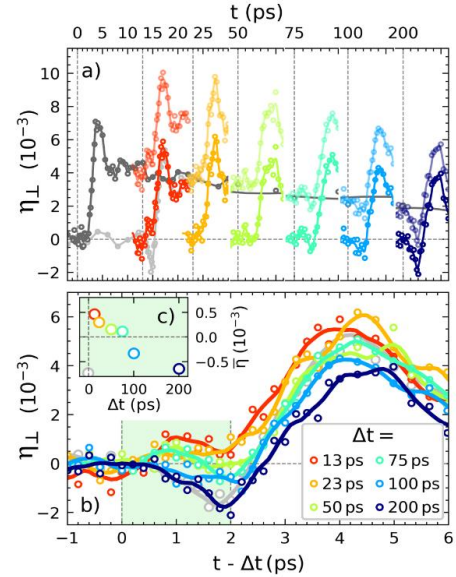 t (ps)
0 5 10 15 20 25 50 75 100 200
a)
η⊥ (10⁻³)
10
8
6
4
2
0
−2
c)
0.5
0.0
−0.5
η̅ (10⁻³)
0 100 200
Δt (ps)
η⊥ (10⁻³)
6
4
2
0
−2
Δt =
13 ps 75 ps
23 ps 100 ps
50 ps 200 ps
b)
−1 0 1 2 3 4 5 6
t - Δt (ps)